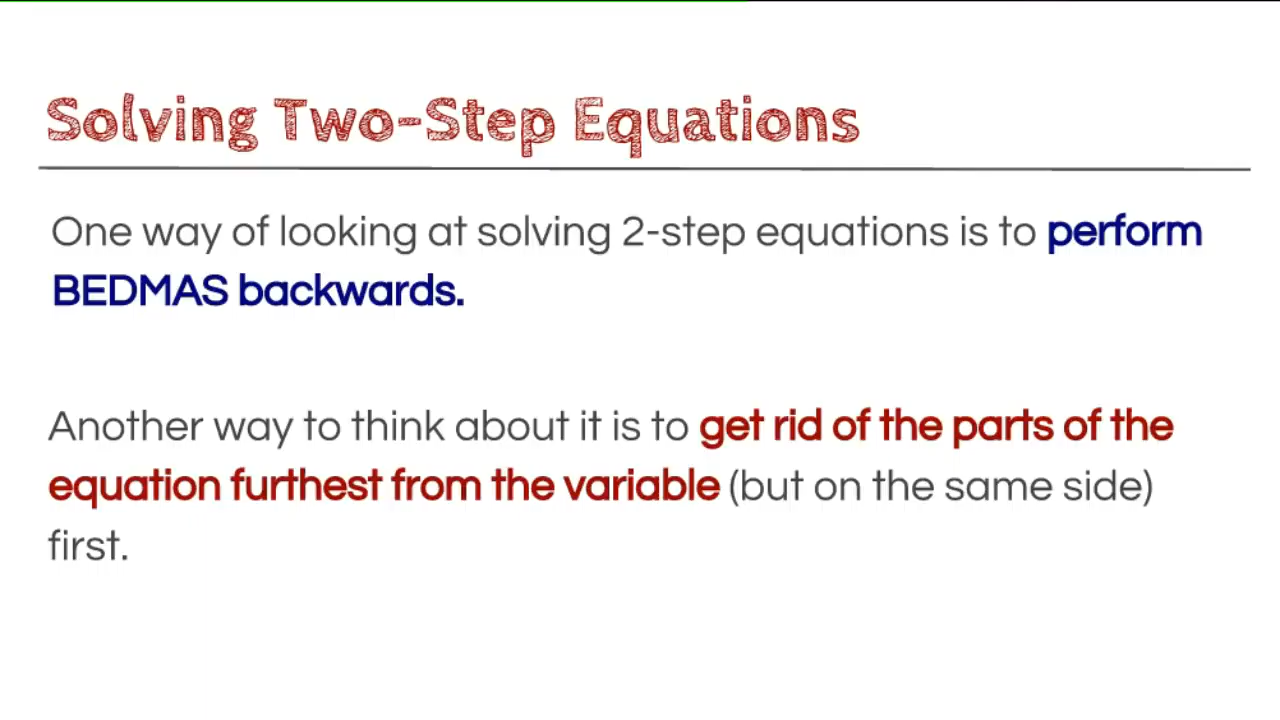 Solving Two-Step Equations
One way of looking at solving 2-step equations is to perform
BEDMAS backwards.
Another way to think about it is to get rid of the parts of the
equation furthest from the variable (but on the same side)
first.